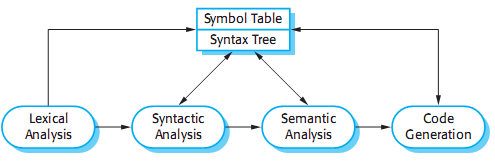 Symbol Table
Syntax Tree
Lexical
Analysis
Syntactic
Analysis
Semantic
Analysis
Code
Generation